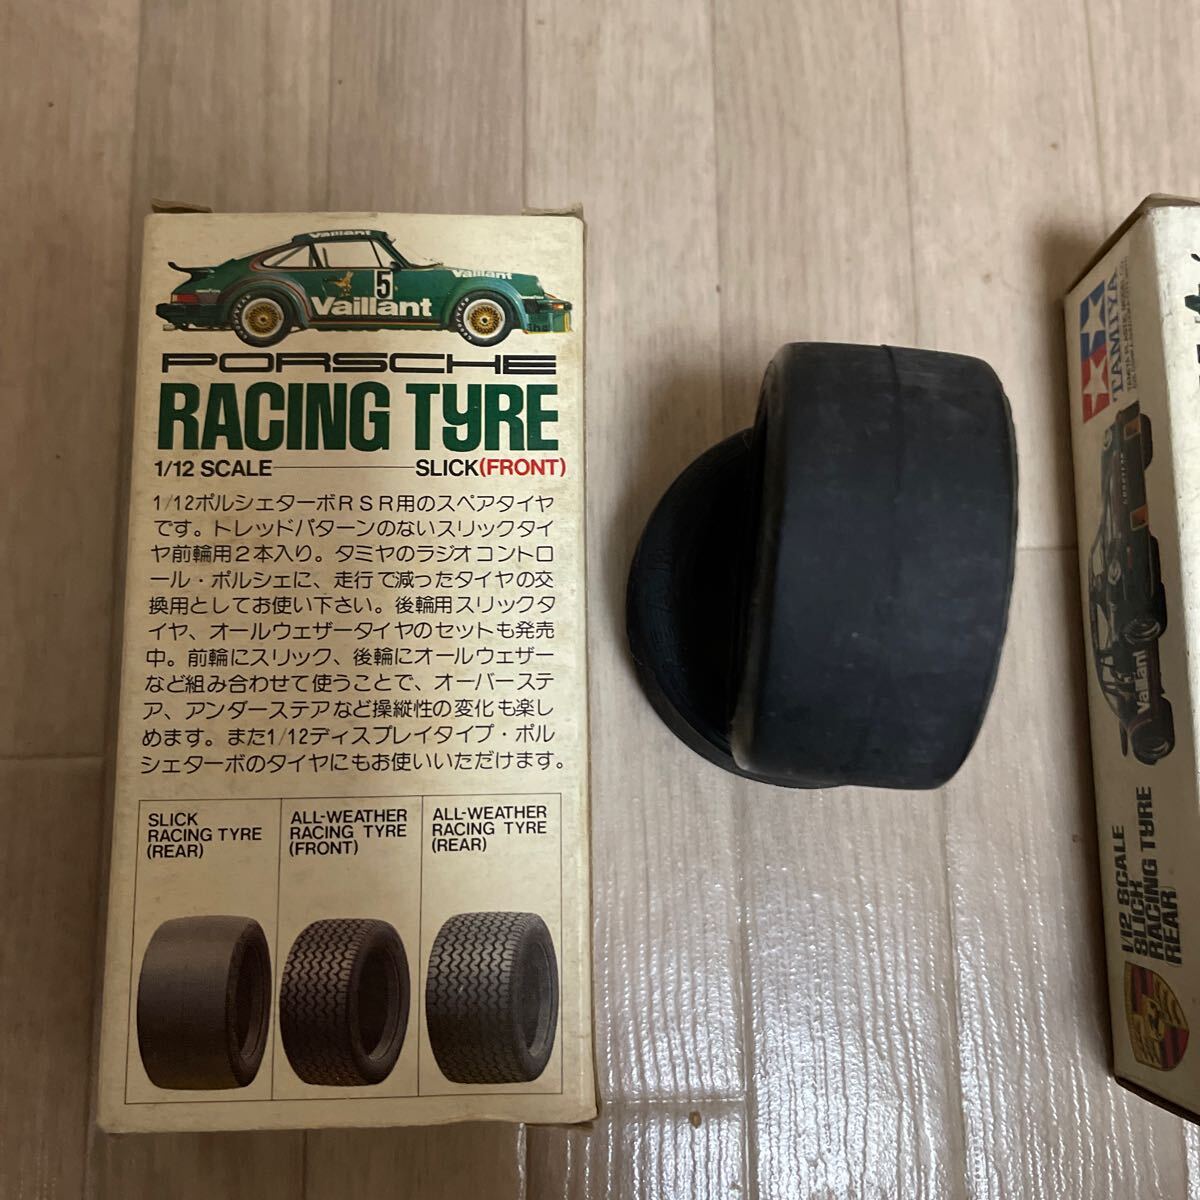 Vaillant
Vaillant
5
Vaillant
PORSCHE
RACING TYRE
1/12 SCALE SLICK(FRONT)
1/12ポルシェターボRSR用のスペアタイヤ
です。トレッドパターンのないスリックタイ
ヤ前輪用2本入り。タミヤのラジオコントロ
ール・ポルシェに、走行で減ったタイヤの交
換用としてお使い下さい。後輪用スリックタ
イヤ、オールウェザータイヤのセットも発売
中。前輪にスリック、後輪にオールウェザー
など組み合わせて使うことで、オーバーステ
ア、アンダーステアなど操縦性の変化も楽し
めます。また1/12ディスプレイタイプ・ポル
シェターボのタイヤにもお使いいただけます。
SLICK
RACING TYRE
(REAR)
ALL-WEATHER
RACING TYRE
(FRONT)
ALL-WEATHER
RACING TYRE
(REAR)
TAMIYA
Vaillant
1/12 SCALE
SLICK
RACING TYRE
REAR